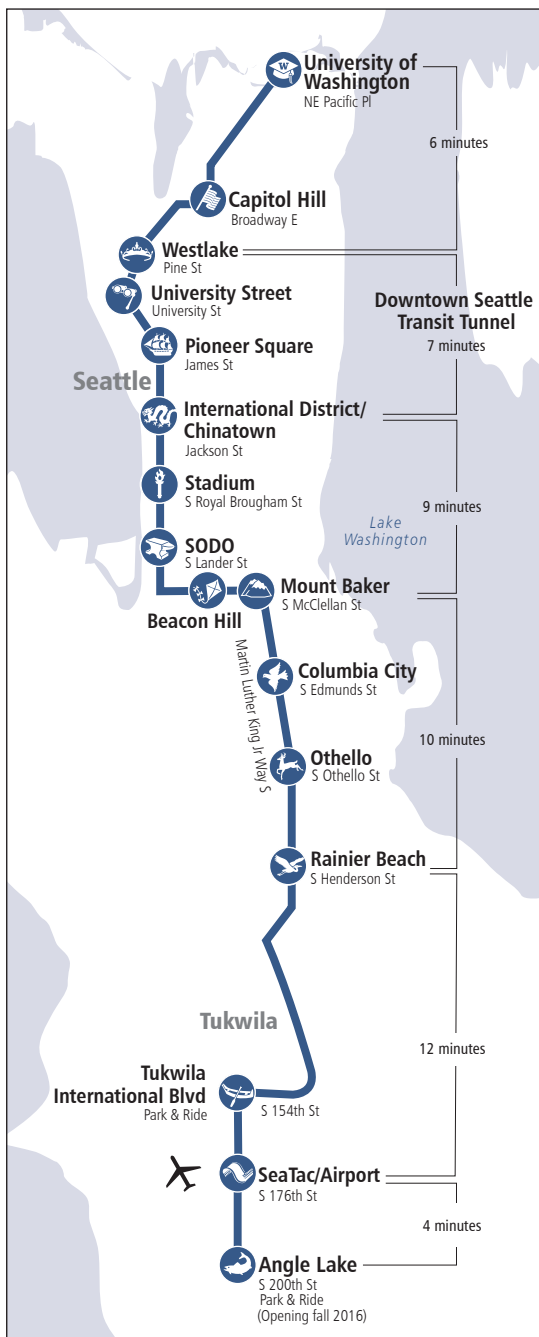 University of
Washington
NE Pacific Pl
6 minutes
Capitol Hill
Broadway E
Westlake
Pine St
University Street
University St
Downtown Seattle
Transit Tunnel
7 minutes
Pioneer Square
James St
Seattle
International District/
Chinatown
Jackson St
Stadium
S Royal Brougham St
9 minutes
Lake
Washington
SODO
S Lander St
Beacon Hill
Mount Baker
S McClellan St
Martin Luther King Jr Way S
Columbia City
S Edmunds St
10 minutes
Othello
S Othello St
Rainier Beach
S Henderson St
Tukwila
12 minutes
Tukwila
International Blvd
Park & Ride
S 154th St
SeaTac/Airport
S 176th St
4 minutes
Angle Lake
S 200th St
Park & Ride
(Opening fall 2016)
W